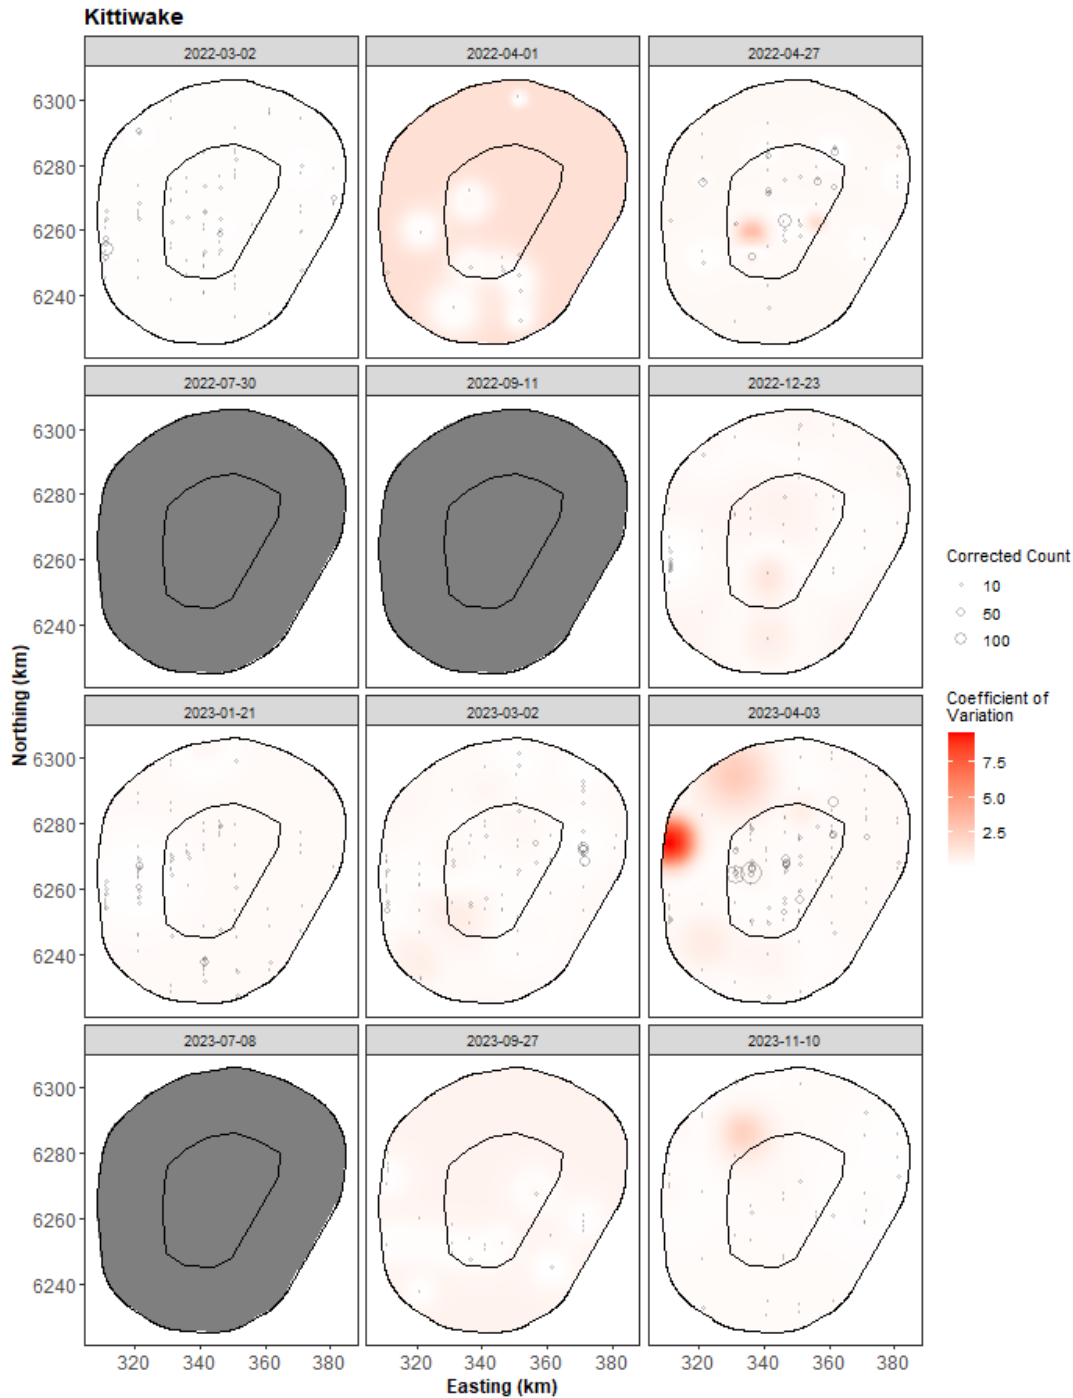 Kittiwake
2022-03-02 2022-04-01 2022-04-27
6300
6280
6260
6240
2022-07-30 2022-09-11 2022-12-23
6300
6280
6260
6240
Corrected Count
10
50
100
Northing (km)
Coefficient of
Variation
7.5
5.0
2.5
2023-01-21 2023-03-02 2023-04-03
6300
6280
6260
6240
2023-07-08 2023-09-27 2023-11-10
6300
6280
6260
6240
320 340 360 380 320 340 360 380 320 340 360 380
Easting (km)